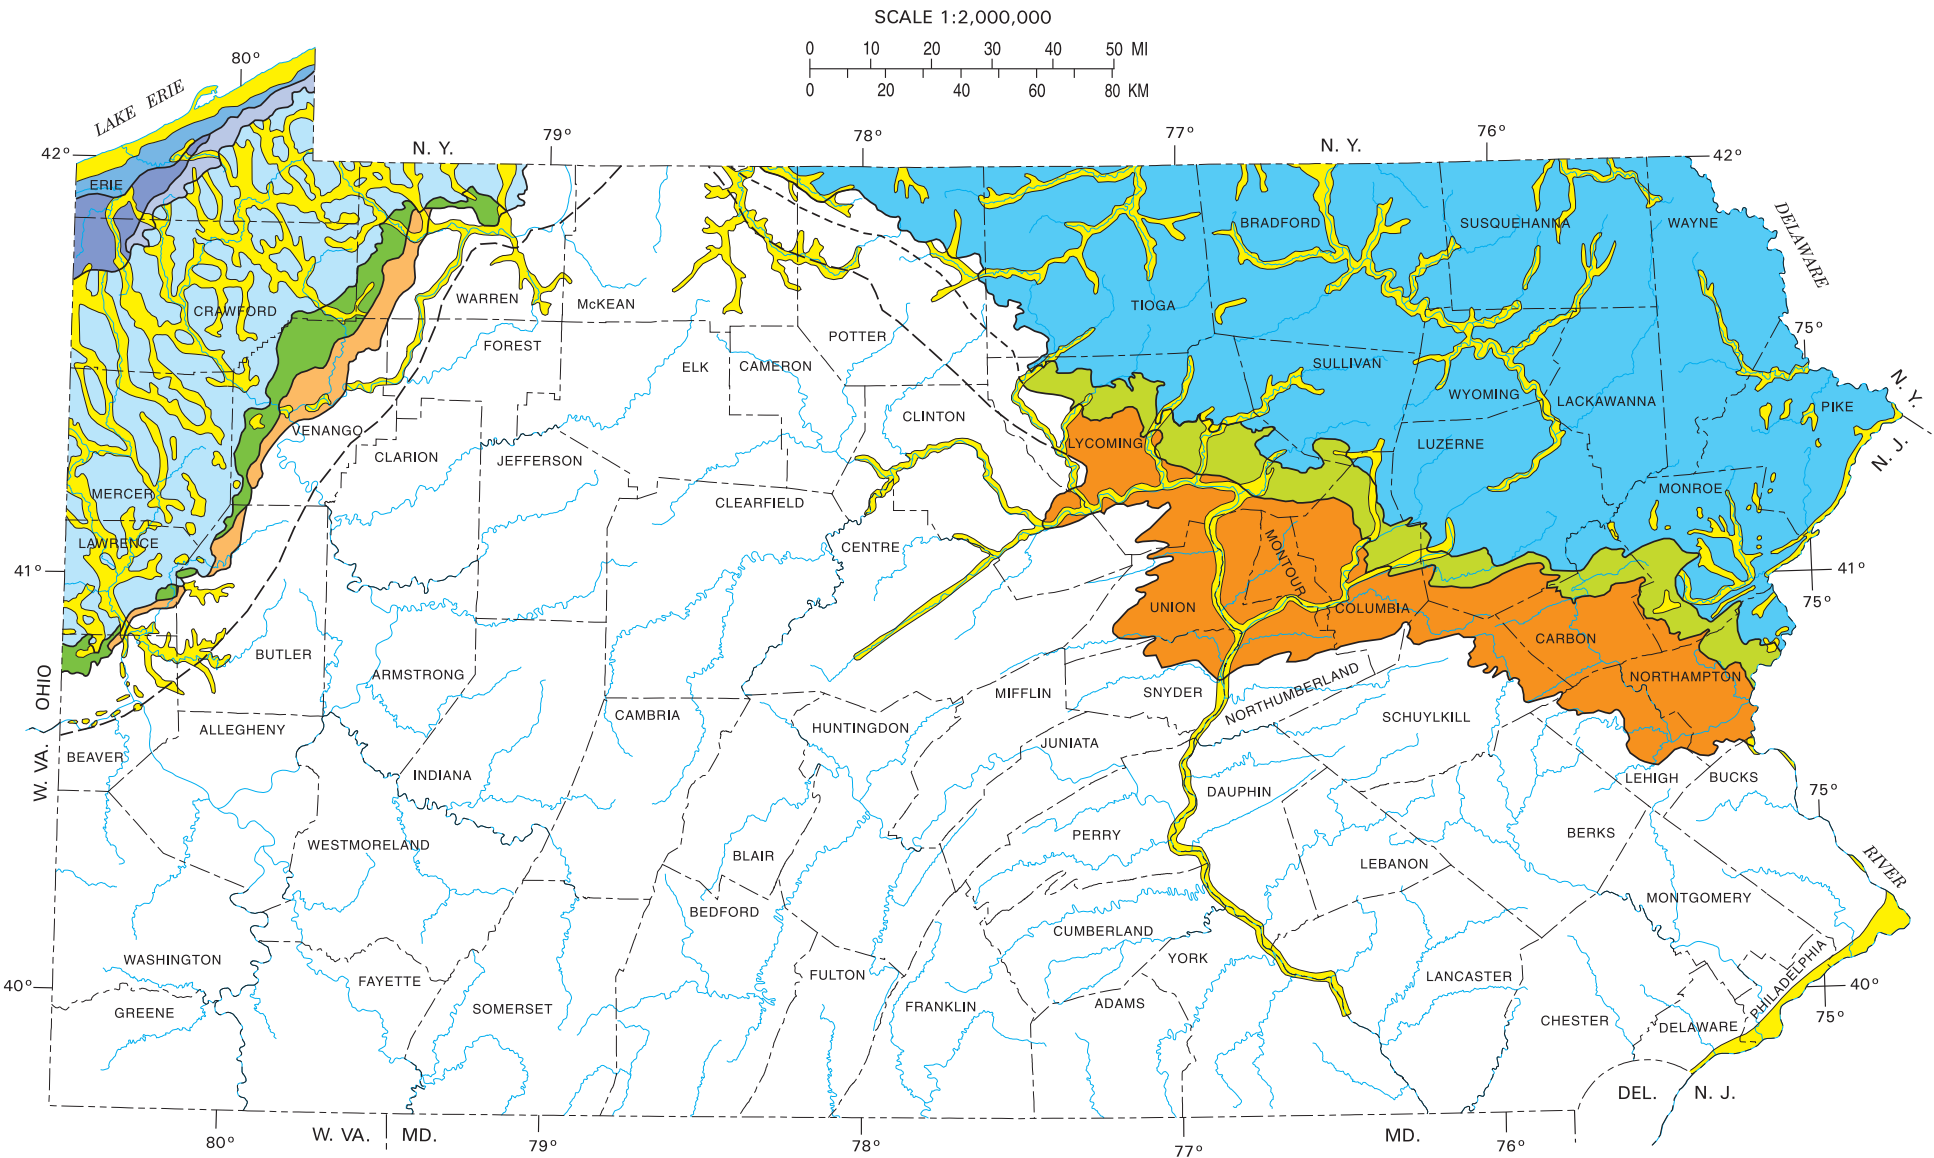 SCALE 1:2,000,000
0 10 20 30 40 50 MI
0 20 40 60 80 KM
80°
LAKE ERIE
42°
N. Y.
79°
78°
77°
N. Y.
76°
42°
ERIE
CRAWFORD
WARREN
McKEAN
POTTER
TIOGA
BRADFORD
SUSQUEHANNA
WAYNE
DELAWARE
75°
FOREST
ELK
CAMERON
SULLIVAN
WYOMING
LACKAWANNA
PIKE
N. Y.
N. J.
VENANGO
CLARION
JEFFERSON
CLINTON
LYCOMING
LUZERNE
MERCER
CLEARFIELD
MONROE
LAWRENCE
CENTRE
MONTOUR
41°
41°
75°
UNION
COLUMBIA
CARBON
BUTLER
ARMSTRONG
MIFFLIN
SNYDER
NORTHUMBERLAND
NORTHAMPTON
OHIO
W. VA.
BEAVER
ALLEGHENY
CAMBRIA
HUNTINGDON
JUNIATA
SCHUYLKILL
INDIANA
DAUPHIN
LEHIGH
BUCKS
75°
WESTMORELAND
BLAIR
PERRY
LEBANON
BERKS
RIVER
BEDFORD
CUMBERLAND
MONTGOMERY
WASHINGTON
FAYETTE
FULTON
YORK
LANCASTER
PHILADELPHIA
40°
40°
75°
GREENE
SOMERSET
FRANKLIN
ADAMS
CHESTER
DELAWARE
DEL.
N. J.
80°
W. VA.
MD.
79°
78°
77°
MD.
76°